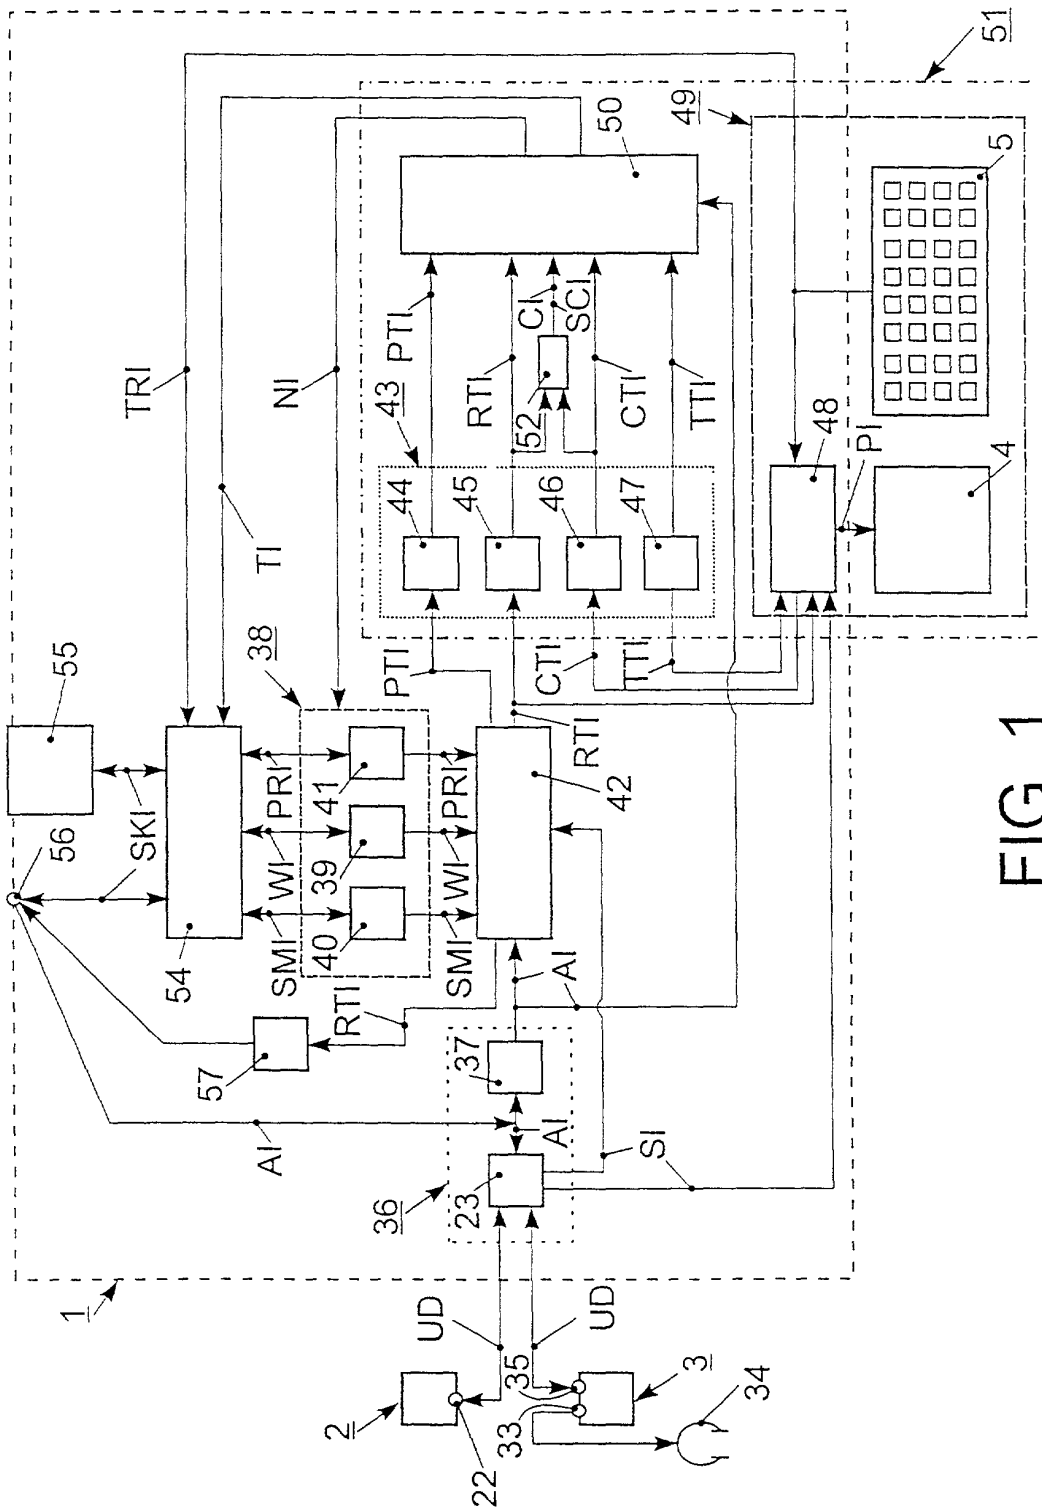 1
2
22
UD
UD
35
33
3
34
36
23
AI
37
SI
AI
AI
57
RTI
56
SKI
55
54
SMI
WI
PRI
38
40
39
41
SMI
WI
PRI
42
PTI
RTI
CTI
TTI
TRI
TI
NI
43
44
45
46
47
PTI
RTI
CI
SCI
52
CTI
TTI
50
51
49
48
PI
4
5
FIG. 1